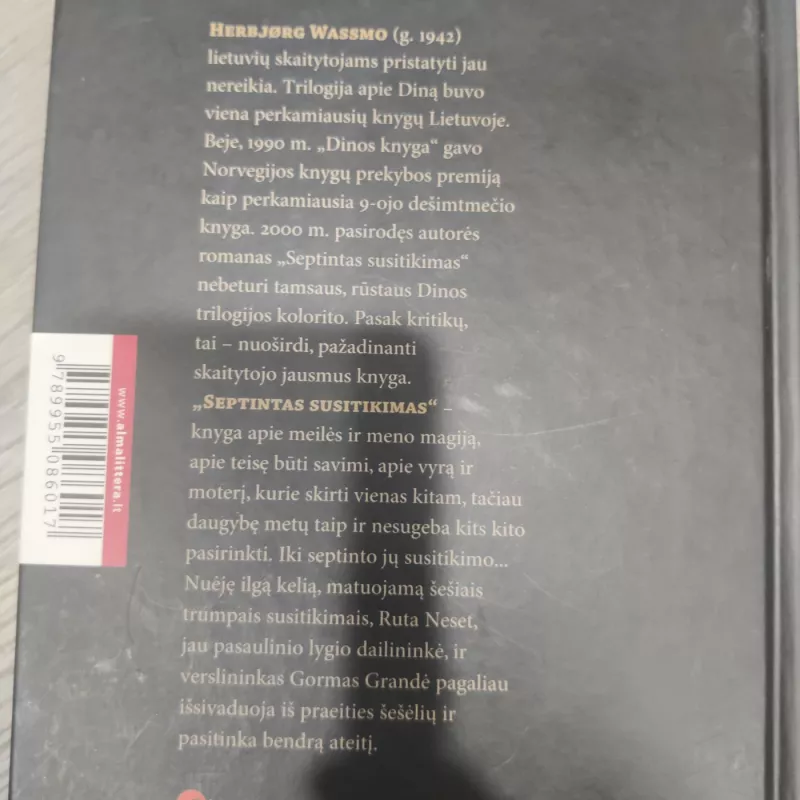 HERBJØRG WASSMO (g. 1942)
lietuvių skaitytojams pristatyti jau
nereikia. Trilogija apie Diną buvo
viena perkamiausių knygų Lietuvoje.
Beje, 1990 m. „Dinos knyga“ gavo
Norvegijos knygų prekybos premiją
kaip perkamiausia 9-ojo dešimtmečio
knyga. 2000 m. pasirodęs autorės
romanas „Septintas susitikimas“
nebeturi tamsaus, rūstaus Dinos
trilogijos kolorito. Pasak kritikų,
tai – nuoširdi, pažadinanti
skaitytojo jausmus knyga.
„SEPTINTAS SUSITIKIMAS“ –
knyga apie meilės ir meno magiją,
apie teisę būti savimi, apie vyrą ir
moterį, kurie skirti vienas kitam, tačiau
daugybę metų taip ir nesugeba kits kito
pasirinkti. Iki septinto jų susitikimo...
Nuėję ilgą kelią, matuojamą šešiais
trumpais susitikimais, Ruta Neset,
jau pasaulinio lygio dailininkė, ir
verslininkas Gormas Grandė pagaliau
išsivaduoja iš praeities šešėlių ir
pasitinka bendrą ateitį.
www.almalittera.lt
9789955086017